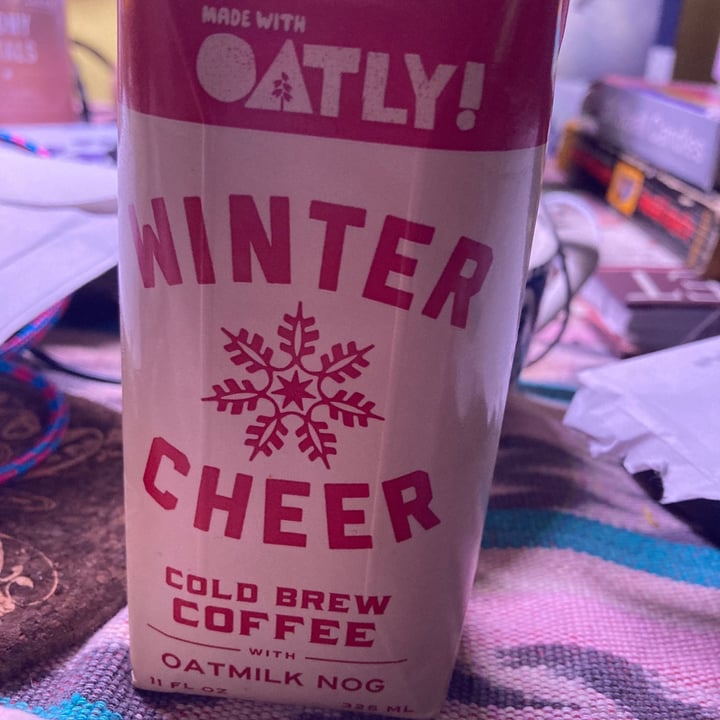 MADE WITH
OATLY!
WINTER
CHEER
COLD BREW
COFFEE
WITH
OATMILK NOG
11 FL OZ
325 ML